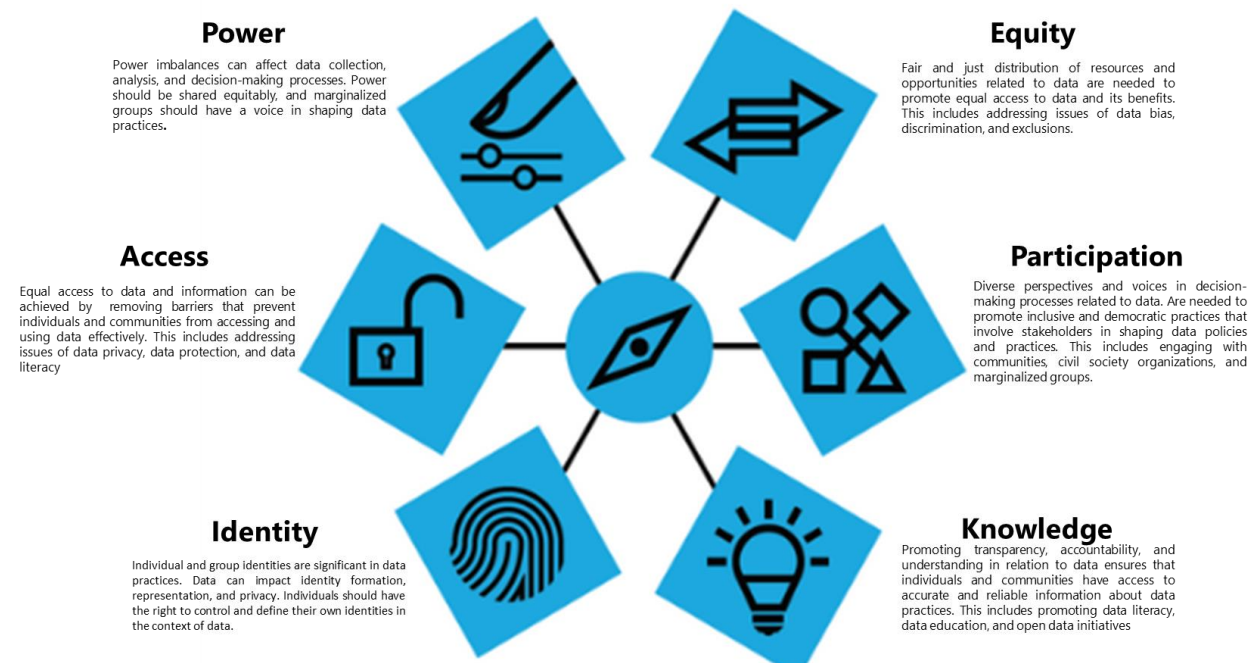 Power
Power imbalances can affect data collection,
analysis, and decision-making processes. Power
should be shared equitably, and marginalized
groups should have a voice in shaping data
practices.
Equity
Fair and just distribution of resources and
opportunities related to data are needed to
promote equal access to data and its benefits.
This includes addressing issues of data bias,
discrimination, and exclusions.
Access
Equal access to data and information can be
achieved by removing barriers that prevent
individuals and communities from accessing and
using data effectively. This includes addressing
issues of data privacy, data protection, and data
literacy
Participation
Diverse perspectives and voices in decision-
making processes related to data. Are needed to
promote inclusive and democratic practices that
involve stakeholders in shaping data policies
and practices. This includes engaging with
communities, civil society organizations, and
marginalized groups.
Identity
Individual and group identities are significant in data
practices. Data can impact identity formation,
representation, and privacy. Individuals should have
the right to control and define their own identities in
the context of data.
Knowledge
Promoting transparency, accountability, and
understanding in relation to data ensures that
individuals and communities have access to
accurate and reliable information about data
practices. This includes promoting data literacy,
data education, and open data initiatives